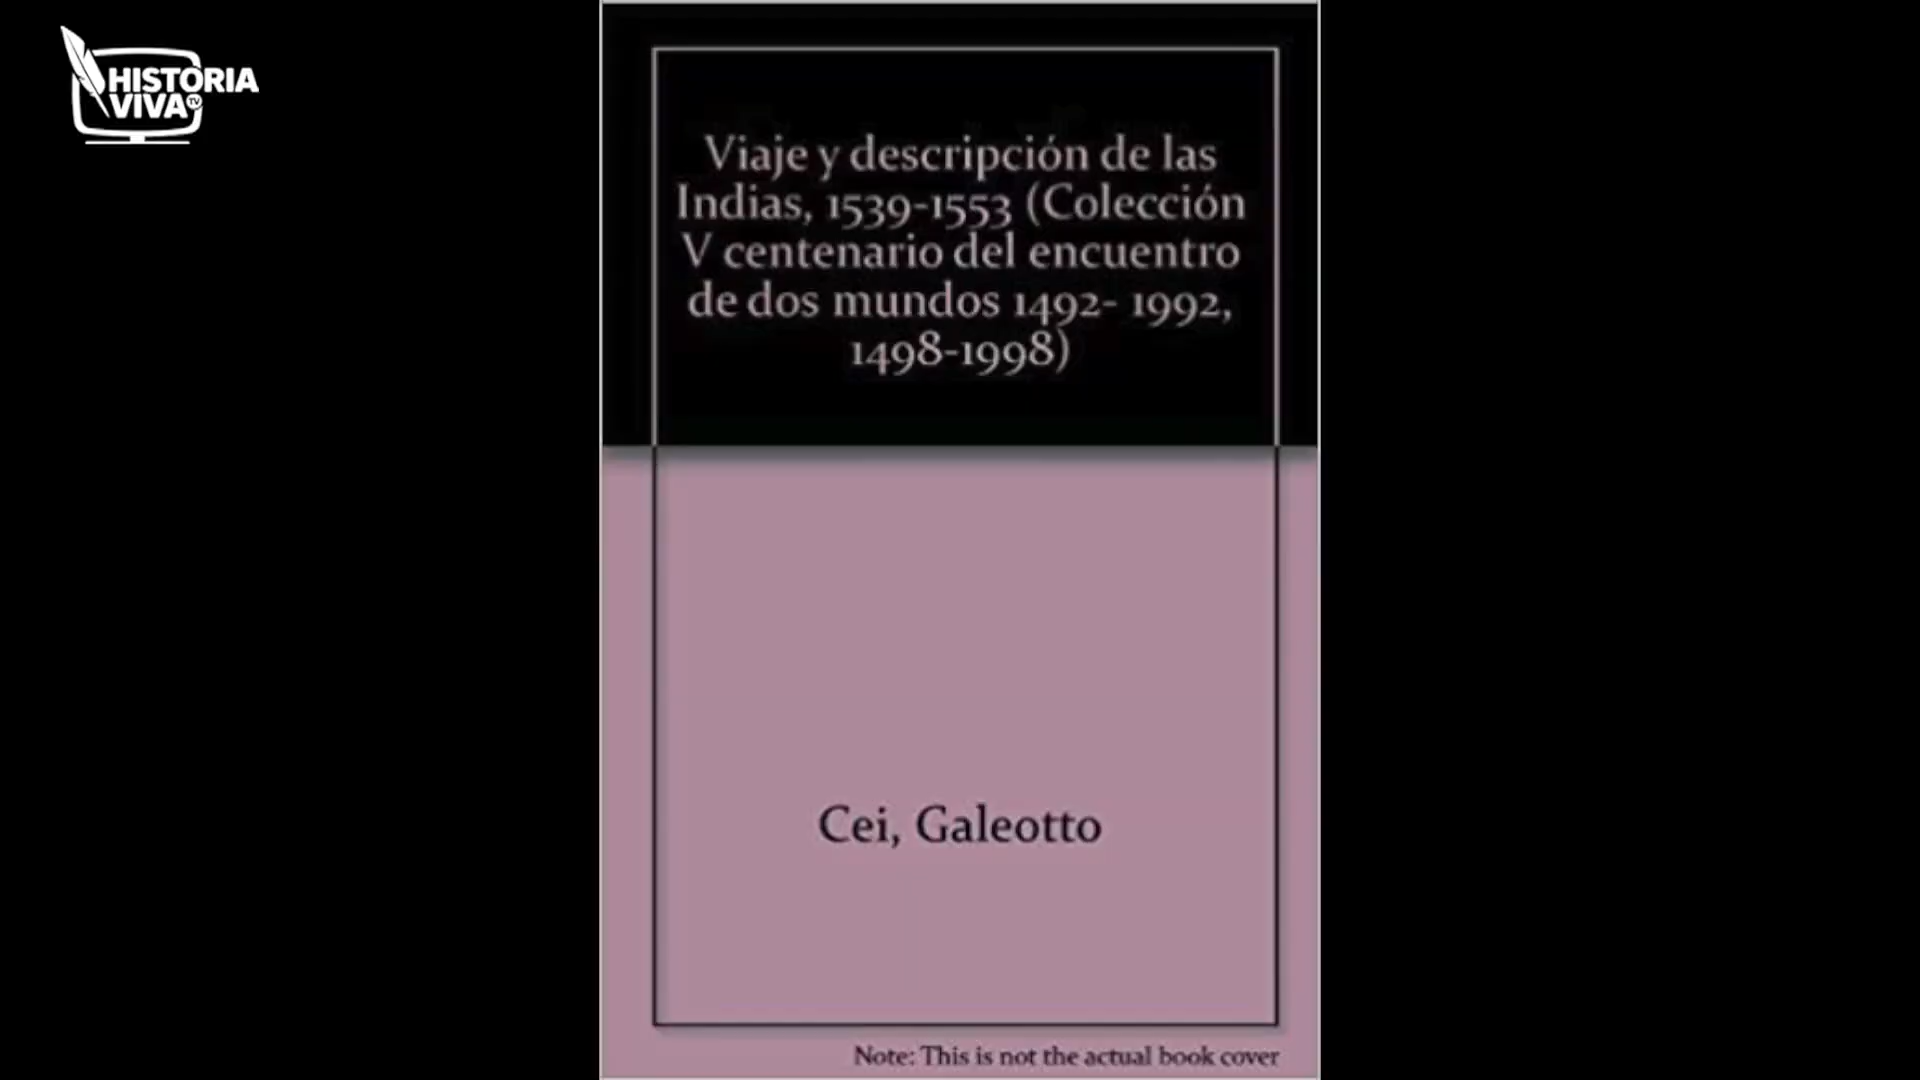 HISTORIA
VIVA TV
Viaje y descripción de las
Indias, 1539-1553 (Colección
V centenario del encuentro
de dos mundos 1492- 1992,
1498-1998)
Cei, Galeotto
Note: This is not the actual book cover